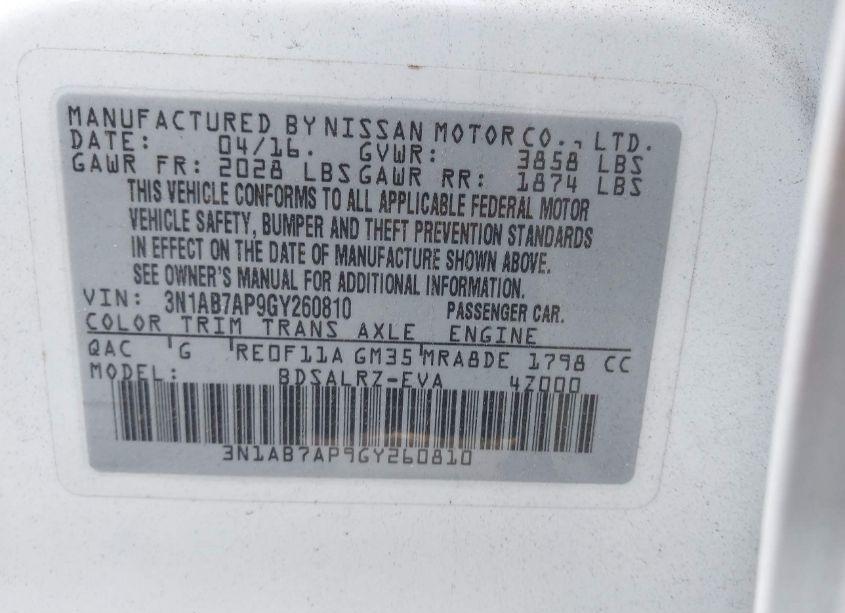 MANUFACTURED BY NISSAN MOTOR CO., LTD.
DATE: 04/16. GVWR: 3858 LBS
GAWR FR: 2028 LBS GAWR RR: 1874 LBS
THIS VEHICLE CONFORMS TO ALL APPLICABLE FEDERAL MOTOR
VEHICLE SAFETY, BUMPER AND THEFT PREVENTION STANDARDS
IN EFFECT ON THE DATE OF MANUFACTURE SHOWN ABOVE.
SEE OWNER'S MANUAL FOR ADDITIONAL INFORMATION.
VIN: 3N1AB7AP9GY260810 PASSENGER CAR.
COLOR TRIM TRANS AXLE ENGINE
QAC G RE0F11A GM35 MRA8DE 1798 CC
MODEL: BDSALRZ-EVA 4Z000
3N1AB7AP9GY260810